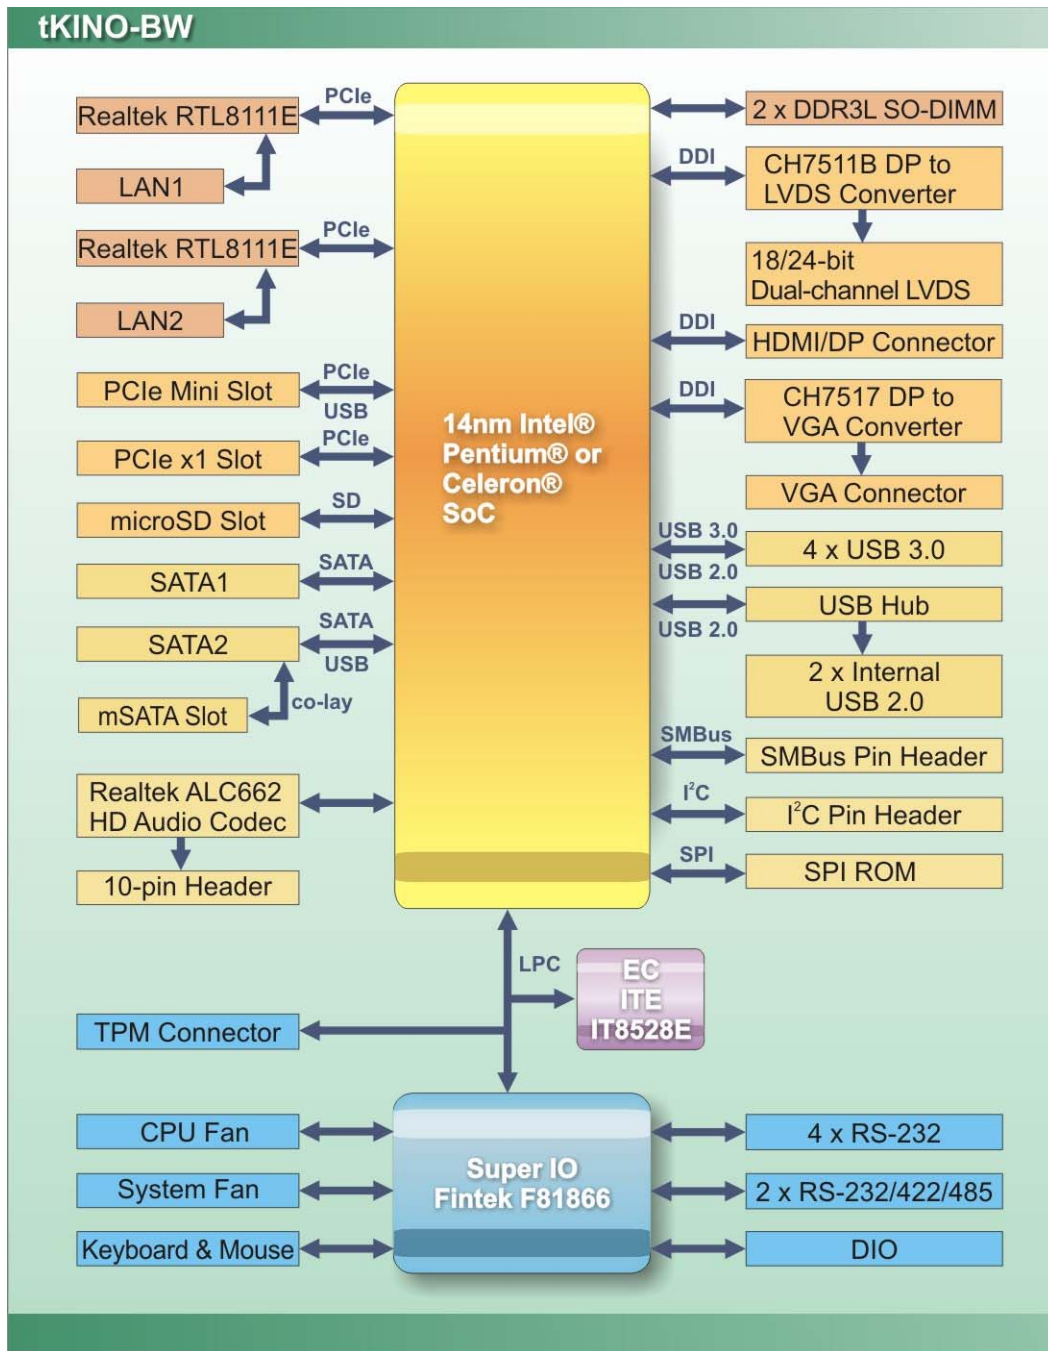 tKINO-BW
PCIe
Realtek RTL8111E
LAN1
PCIe
Realtek RTL8111E
LAN2
PCIe
PCIe Mini Slot
USB
PCIe
PCIe x1 Slot
SD
microSD Slot
SATA
SATA1
SATA
SATA2
USB
co-lay
mSATA Slot
Realtek ALC662
HD Audio Codec
10-pin Header
14nm Intel®
Pentium® or
Celeron®
SoC
2 x DDR3L SO-DIMM
DDI
CH7511B DP to
LVDS Converter
18/24-bit
Dual-channel LVDS
DDI
HDMI/DP Connector
DDI
CH7517 DP to
VGA Converter
VGA Connector
USB 3.0
4 x USB 3.0
USB 2.0
USB Hub
USB 2.0
2 x Internal
USB 2.0
SMBus
SMBus Pin Header
I²C
I²C Pin Header
SPI
SPI ROM
LPC
EC
ITE
IT8528E
TPM Connector
CPU Fan
System Fan
Keyboard & Mouse
Super IO
Fintek F81866
4 x RS-232
2 x RS-232/422/485
DIO